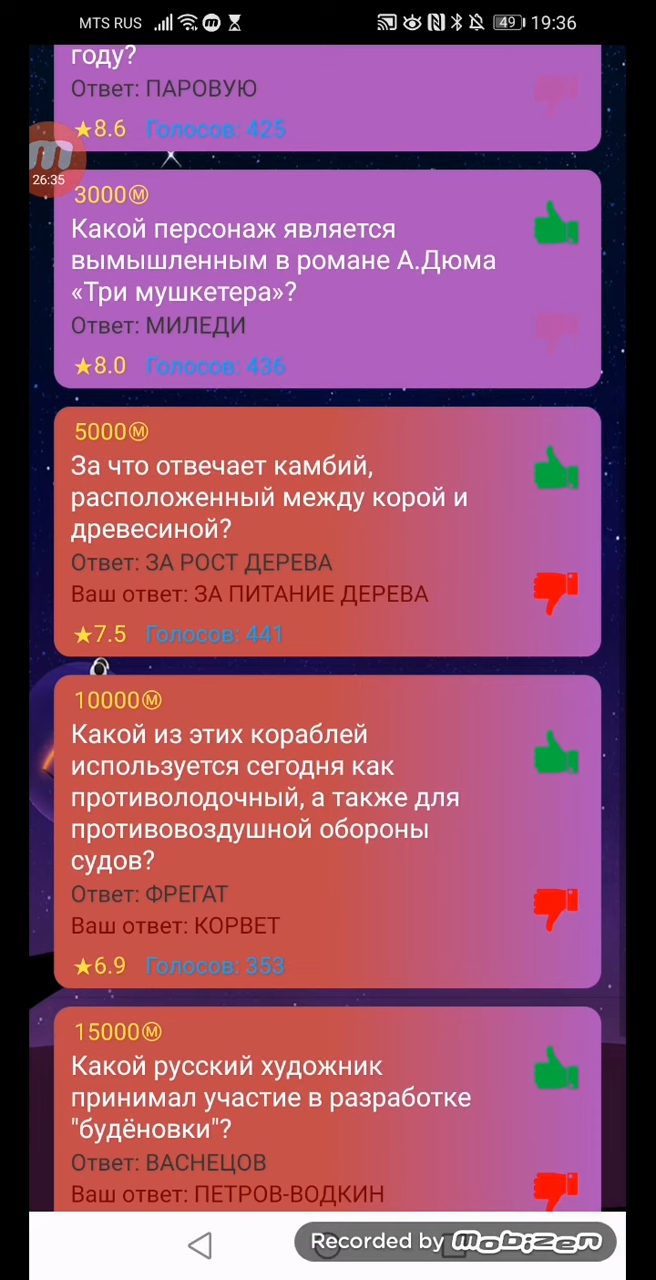 MTS RUS
49 19:36
году?
Ответ: ПАРОВУЮ
★8.6 Голосов: 425
26:35
3000Ⓜ
Какой персонаж является
вымышленным в романе А.Дюма
«Три мушкетера»?
Ответ: МИЛЕДИ
★8.0 Голосов: 436
5000Ⓜ
За что отвечает камбий,
расположенный между корой и
древесиной?
Ответ: ЗА РОСТ ДЕРЕВА
Ваш ответ: ЗА ПИТАНИЕ ДЕРЕВА
★7.5 Голосов: 441
10000Ⓜ
Какой из этих кораблей
используется сегодня как
противолодочный, а также для
противовоздушной обороны
судов?
Ответ: ФРЕГАТ
Ваш ответ: КОРВЕТ
★6.9 Голосов: 353
15000Ⓜ
Какой русский художник
принимал участие в разработке
"будёновки"?
Ответ: ВАСНЕЦОВ
Ваш ответ: ПЕТРОВ-ВОДКИН
Recorded by mobizen